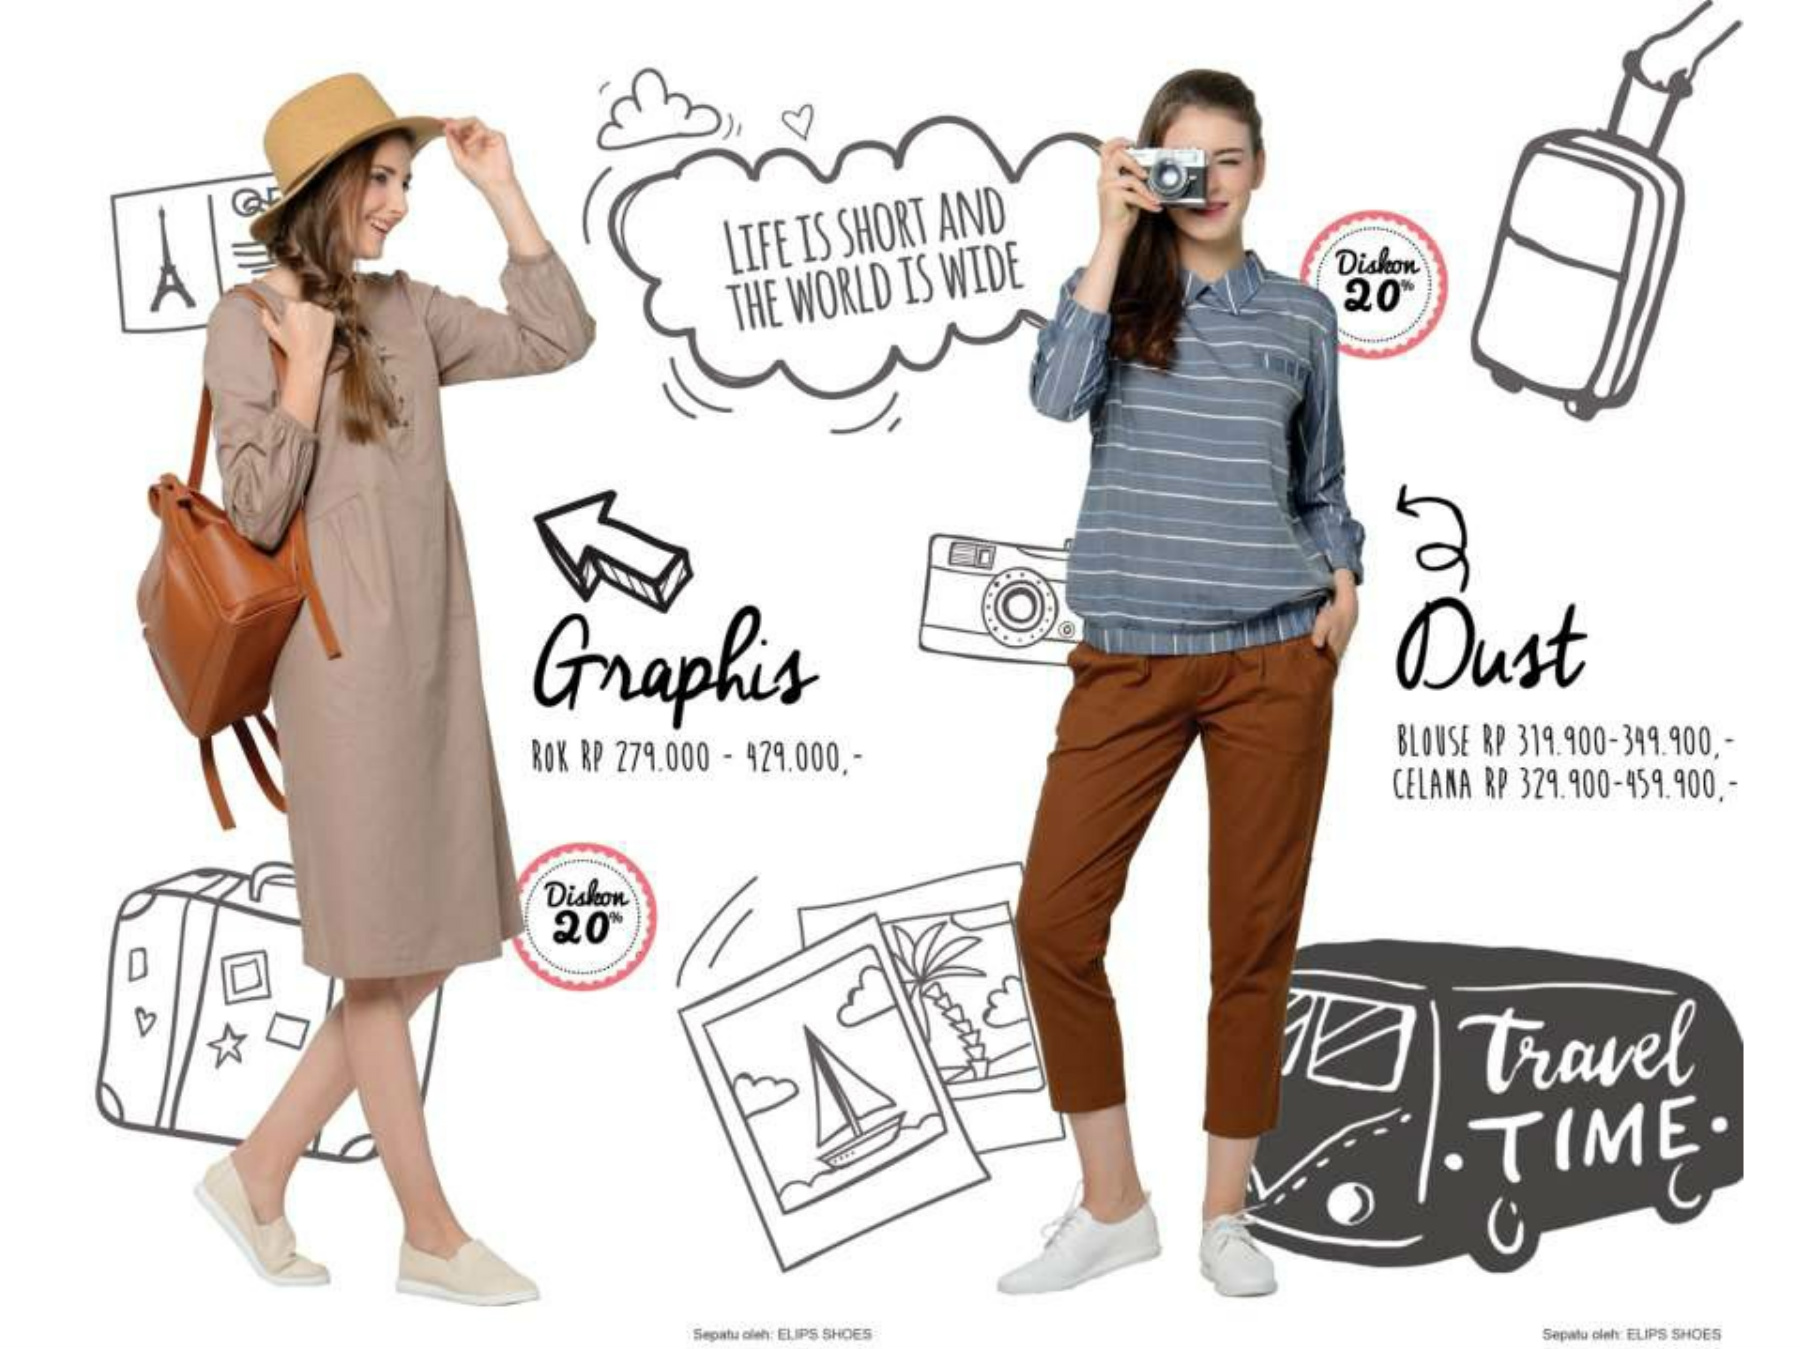 LIFE IS SHORT AND
THE WORLD IS WIDE
Diskon
20%
Graphis
ROK RP 279.000 - 429.000,-
Dust
BLOUSE RP 319.900-349.900,-
CELANA RP 329.900-459.900,-
Diskon
20%
Travel
TIME
Sepatu oleh: ELIPS SHOES
Sepatu oleh: ELIPS SHOES